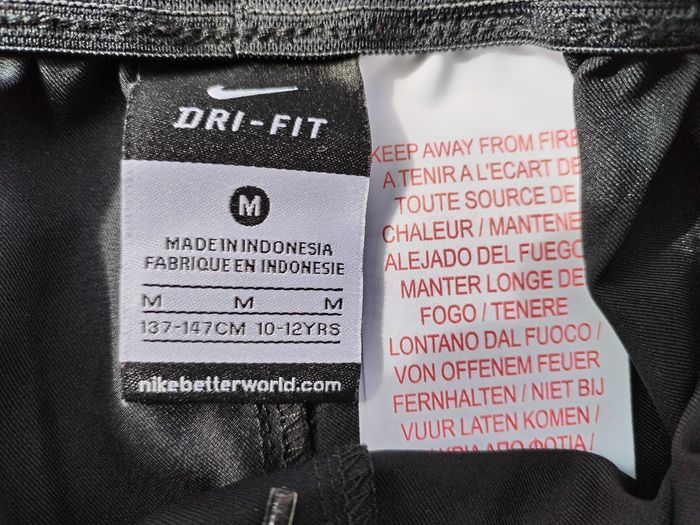 DRI-FIT
M
MADE IN INDONESIA
FABRIQUE EN INDONESIE
M M M
137-147CM 10-12YRS
nikebetterworld.com
KEEP AWAY FROM FIRE
A TENIR A L'ECART DE
TOUTE SOURCE DE
CHALEUR / MANTENE
ALEJADO DEL FUEGO
MANTER LONGE DE
FOGO / TENERE
LONTANO DAL FUOCO /
VON OFFENEM FEUER
FERNHALTEN / NIET BIJ
VUUR LATEN KOMEN /
ΑΠΟ ΦΩΤΙΑ /